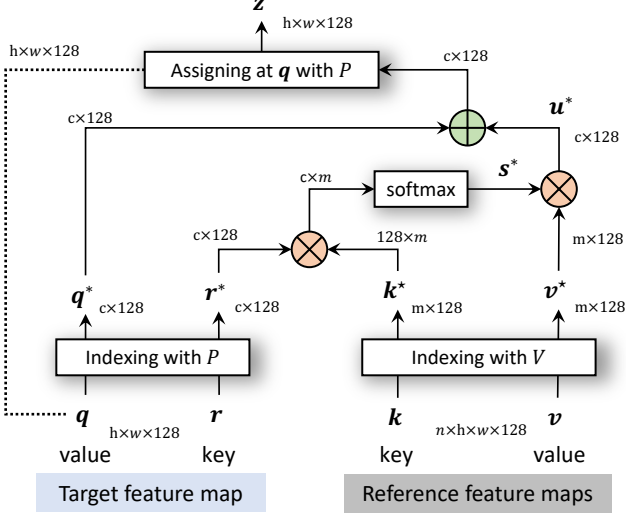 z
h×w×128
h×w×128
Assigning at q with P
c×128
c×128
u*
c×128
c×m
softmax
s*
c×128
128×m
m×128
q*
c×128
r*
c×128
k⋆
m×128
v⋆
m×128
Indexing with P
Indexing with V
q
h×w×128
r
k
n×h×w×128
v
value
key
key
value
Target feature map
Reference feature maps